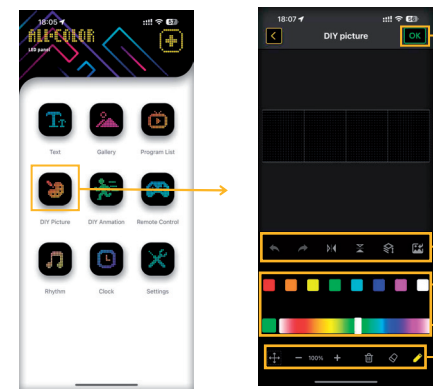 18:05
ALL-COLOR
LED panel
Text
Gallery
Program List
DIY Picture
DIY Anmation
Remote Control
Rhythm
Clock
Settings
18:07
DIY picture
OK
100%